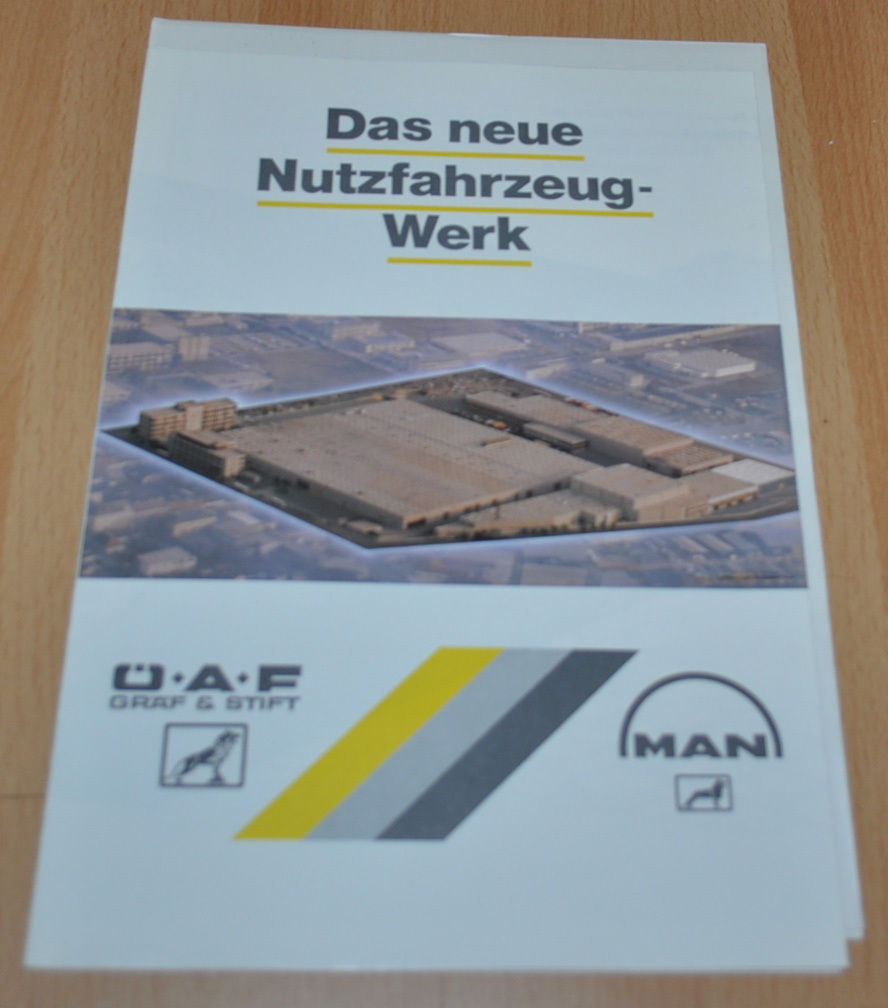 Das neue
Nutzfahrzeug-
Werk
Ü·A·F
GRÄF & STIFT
MAN